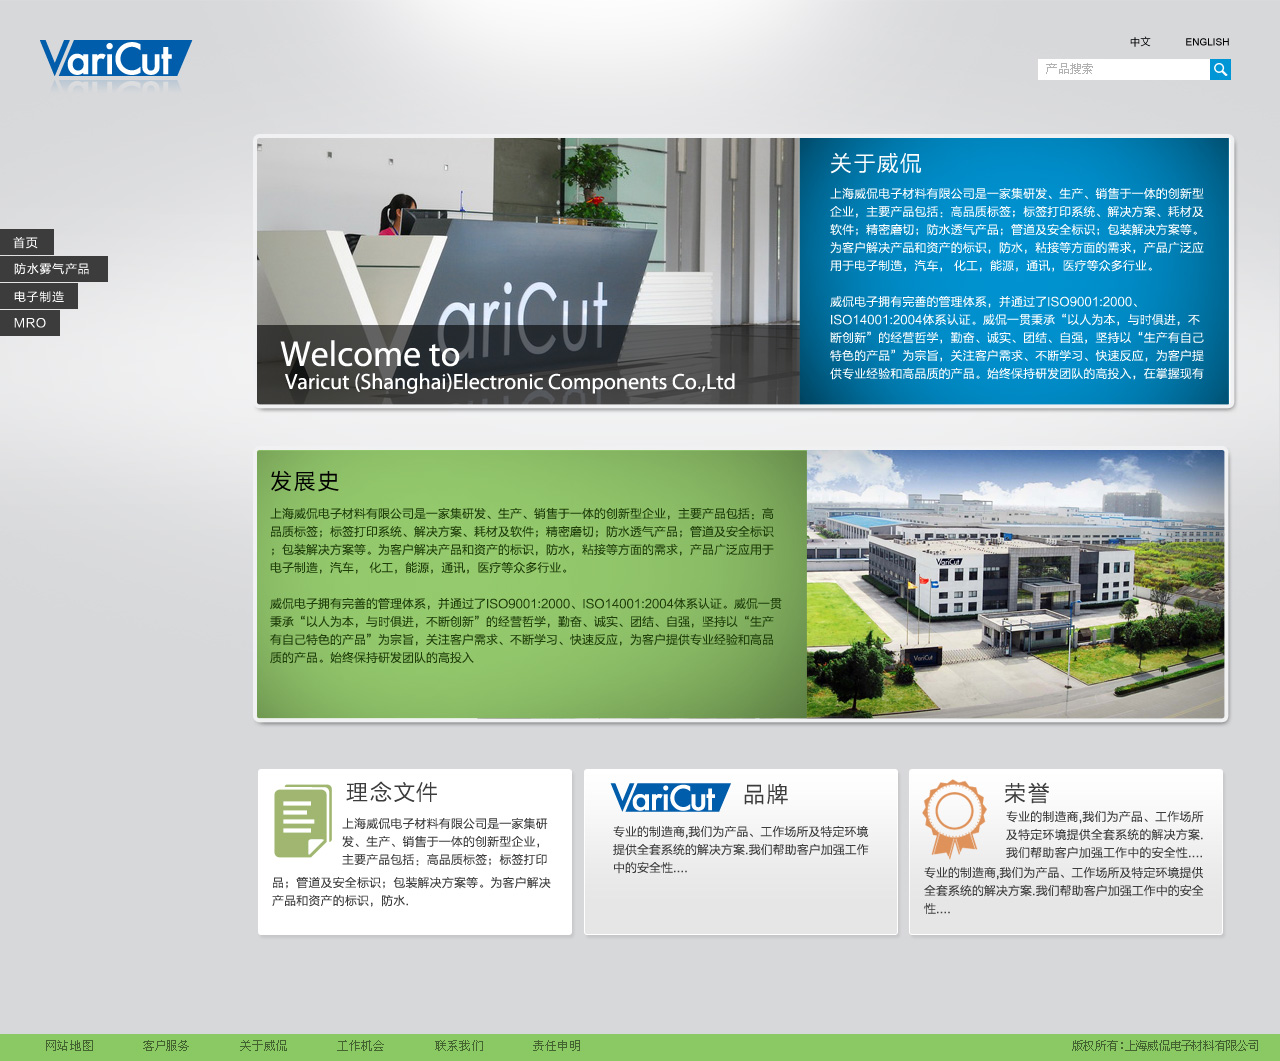 VariCut
中文
ENGLISH
产品搜索
首页
防水雾气产品
电子制造
MRO
VariCut
Welcome to
Varicut (Shanghai)Electronic Components Co.,Ltd
关于威侃
上海威侃电子材料有限公司是一家集研发、生产、销售于一体的创新型
企业，主要产品包括：高品质标签；标签打印系统、解决方案、耗材及
软件；精密磨切；防水透气产品；管道及安全标识；包装解决方案等。
为客户解决产品和资产的标识，防水，粘接等方面的需求，产品广泛应
用于电子制造，汽车， 化工，能源，通讯，医疗等众多行业。
威侃电子拥有完善的管理体系，并通过了ISO9001:2000、
ISO14001:2004体系认证。威侃一贯秉承“以人为本，与时俱进，不
断创新”的经营哲学，勤奋、诚实、团结、自强，坚持以“生产有自己
特色的产品”为宗旨，关注客户需求、不断学习、快速反应，为客户提
供专业经验和高品质的产品。始终保持研发团队的高投入，在掌握现有
发展史
上海威侃电子材料有限公司是一家集研发、生产、销售于一体的创新型企业，主要产品包括：高
品质标签；标签打印系统、解决方案、耗材及软件；精密磨切；防水透气产品；管道及安全标识
；包装解决方案等。为客户解决产品和资产的标识，防水，粘接等方面的需求，产品广泛应用于
电子制造，汽车， 化工，能源，通讯，医疗等众多行业。
威侃电子拥有完善的管理体系，并通过了ISO9001:2000、ISO14001:2004体系认证。威侃一贯
秉承“以人为本，与时俱进，不断创新”的经营哲学，勤奋、诚实、团结、自强，坚持以“生产
有自己特色的产品”为宗旨，关注客户需求、不断学习、快速反应，为客户提供专业经验和高品
质的产品。始终保持研发团队的高投入
VariCut
VariCut
理念文件
上海威侃电子材料有限公司是一家集研
发、生产、销售于一体的创新型企业，
主要产品包括：高品质标签；标签打印
品；管道及安全标识；包装解决方案等。为客户解决
产品和资产的标识，防水.
VariCut
品牌
专业的制造商,我们为产品、工作场所及特定环境
提供全套系统的解决方案.我们帮助客户加强工作
中的安全性....
荣誉
专业的制造商,我们为产品、工作场所
及特定环境提供全套系统的解决方案.
我们帮助客户加强工作中的安全性....
专业的制造商,我们为产品、工作场所及特定环境提供
全套系统的解决方案.我们帮助客户加强工作中的安全
性....
网站地图
客户服务
关于威侃
工作机会
联系我们
责任申明
版权所有：上海威侃电子材料有限公司